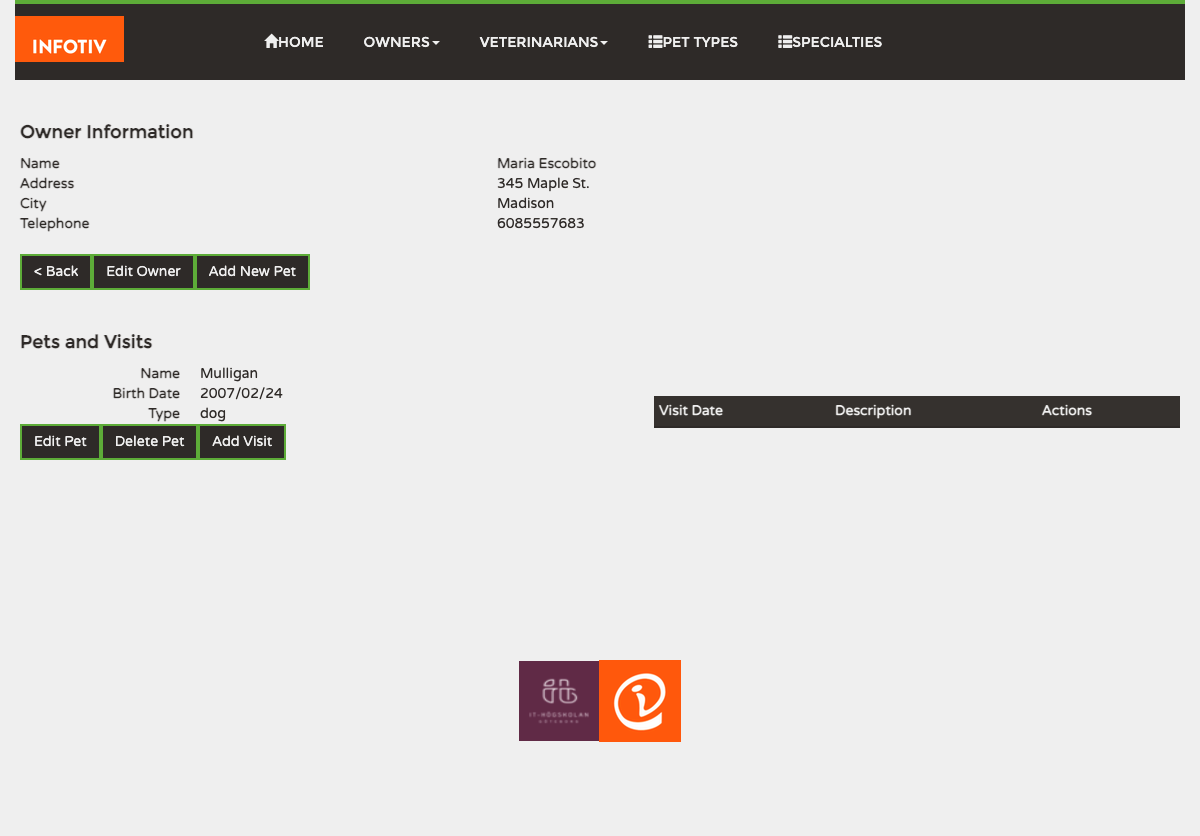 INFOTIV HOME OWNERS VETERINARIANS PET TYPES SPECIALTIES
Owner Information
Name Maria Escobito
Address 345 Maple St.
City Madison
Telephone 6085557683
< Back Edit Owner Add New Pet
Pets and Visits
Name Mulligan
Birth Date 2007/02/24
Type dog
Visit Date Description Actions
Edit Pet Delete Pet Add Visit
IT-HÖGSKOLAN
GÖTEBORG